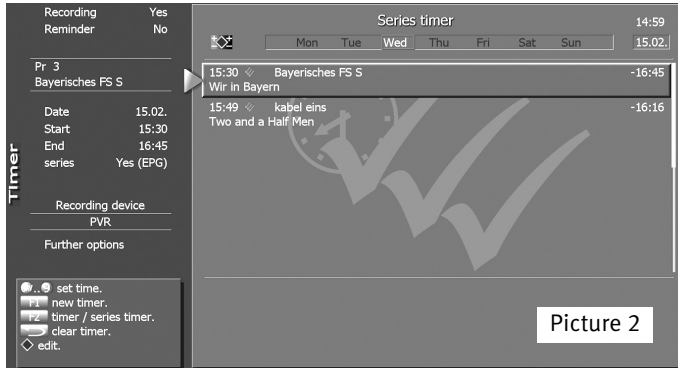 Recording Yes
Reminder No
Pr 3
Bayerisches FS S
Date 15.02.
Start 15:30
End 16:45
series Yes (EPG)
Recording device
PVR
Further options
Timer
0..9 set time.
F1 new timer.
F2 timer / series timer.
clear timer.
edit.
Series timer
14:59
Mon Tue Wed Thu Fri Sat Sun 15.02.
15:30 Bayerisches FS S -16:45
Wir in Bayern
15:49 kabel eins -16:16
Two and a Half Men
Picture 2